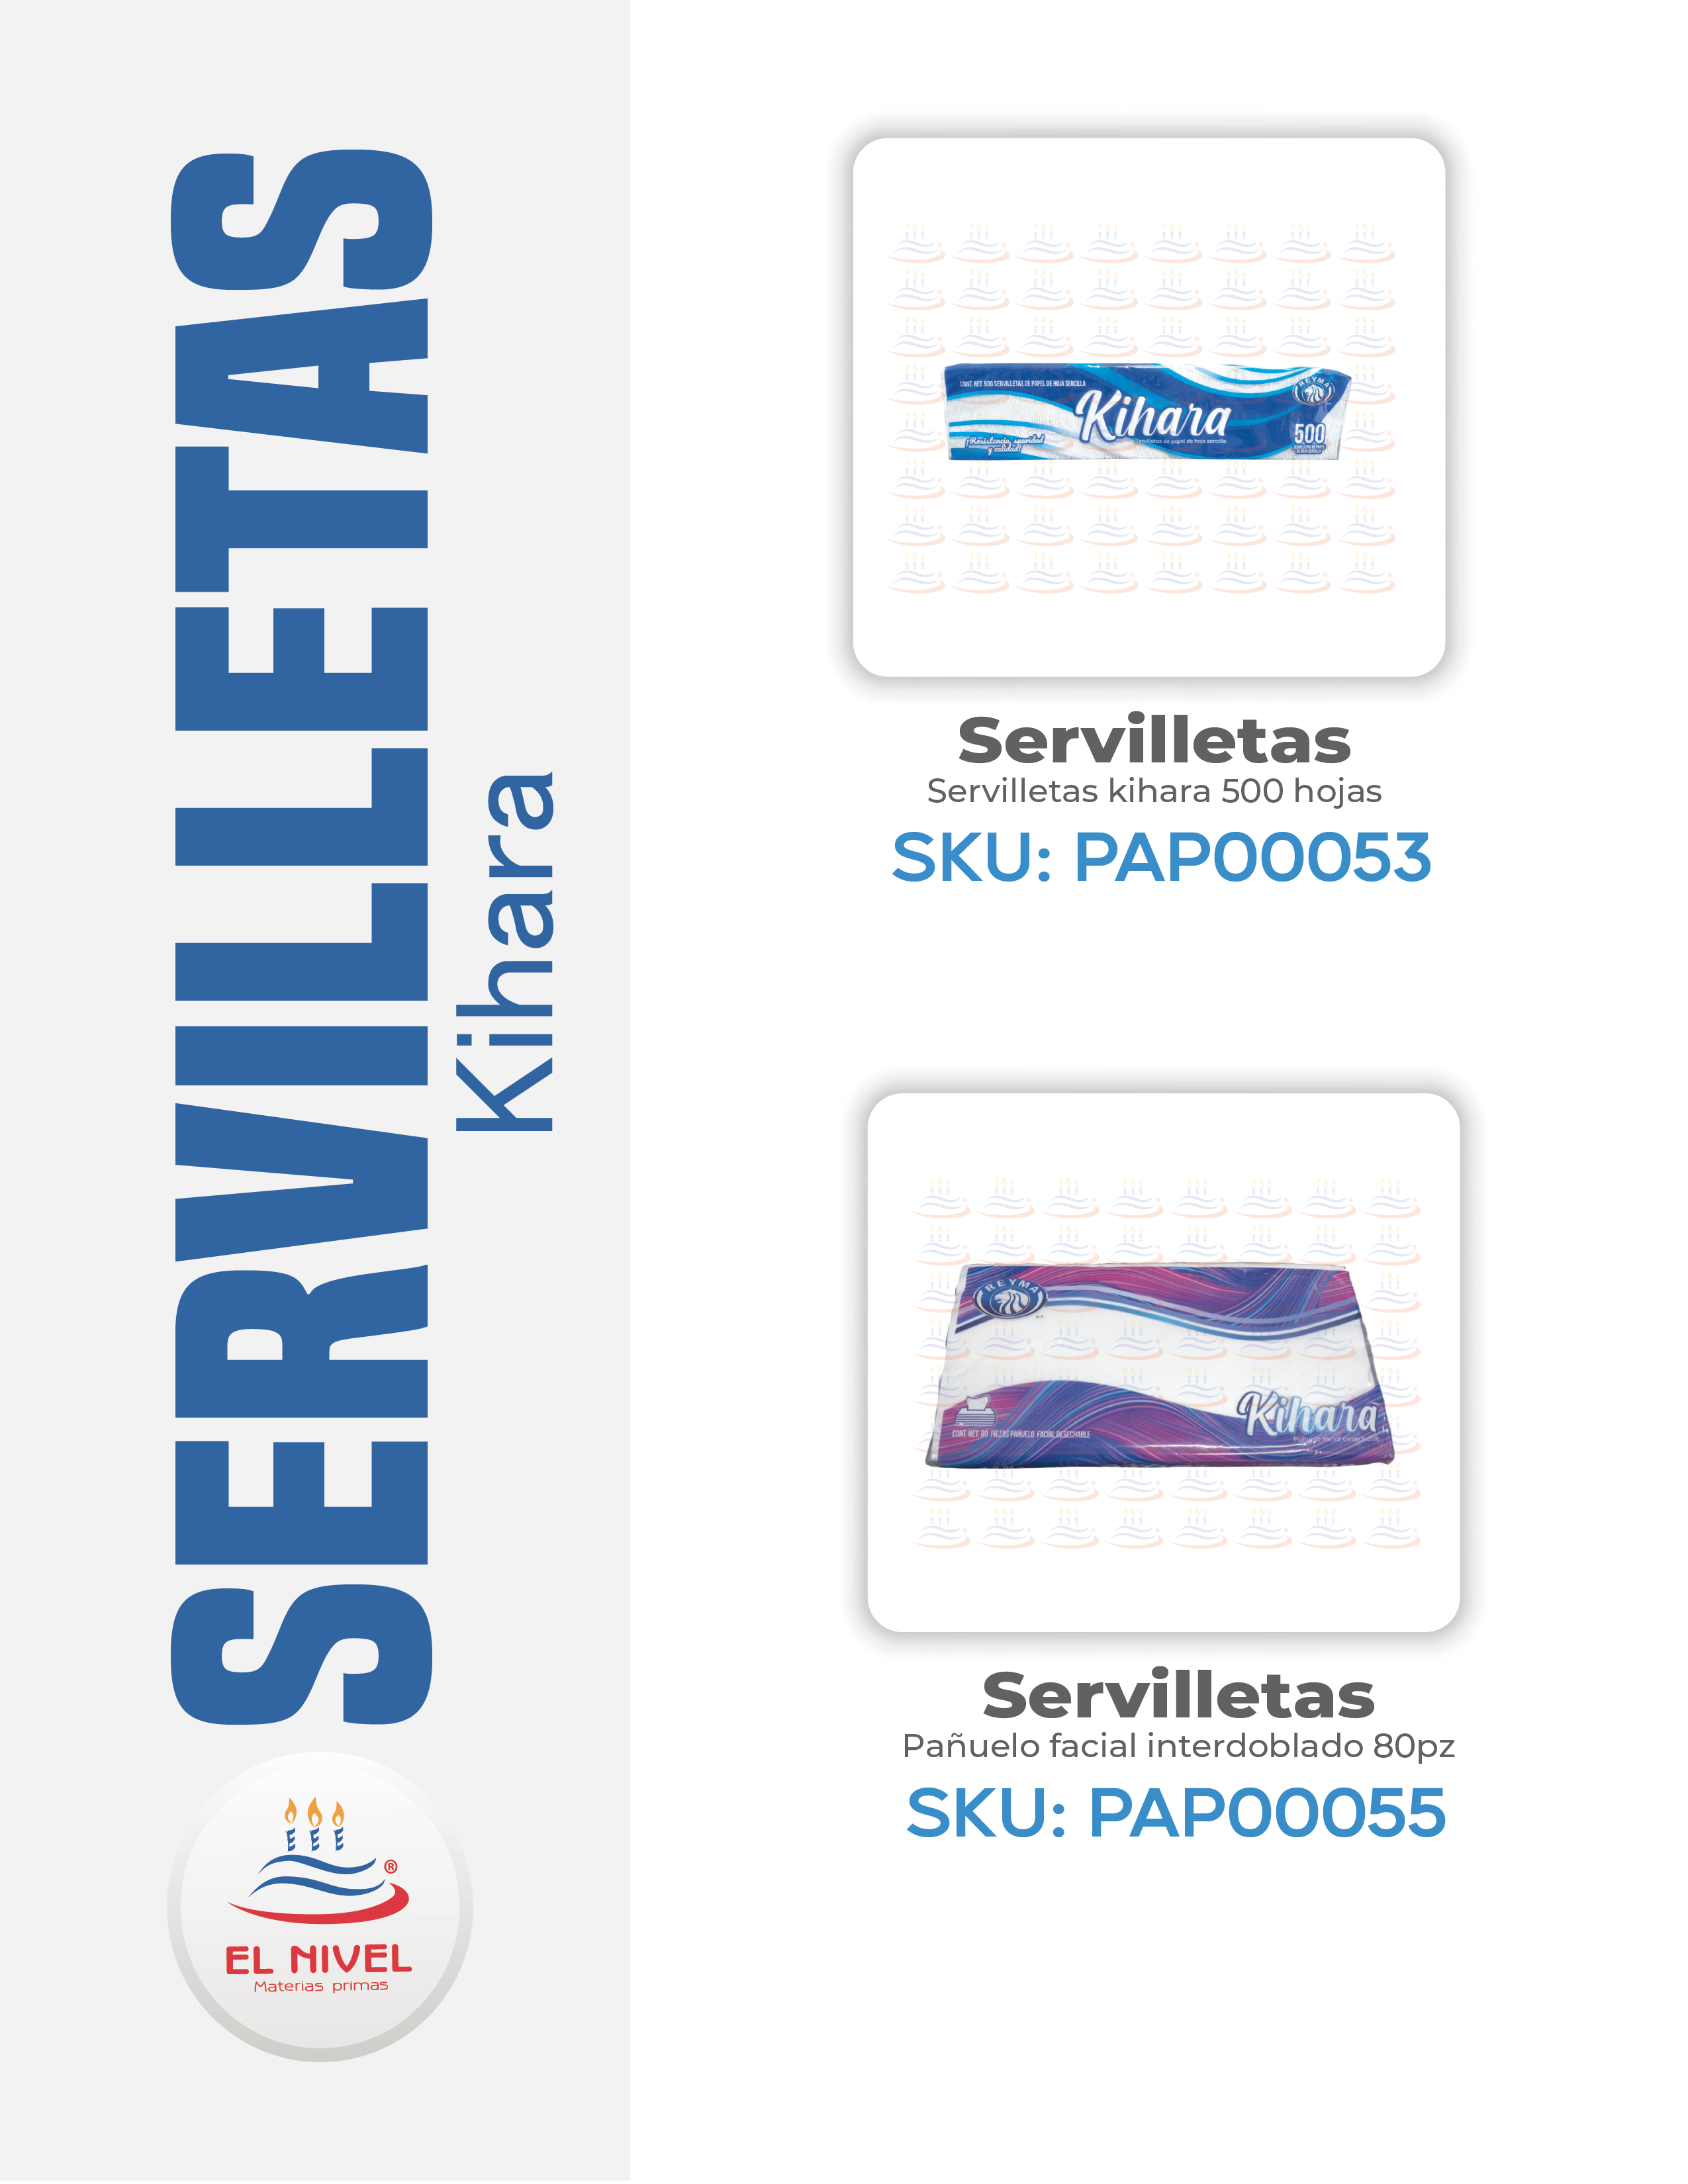 SERVILLETAS
Kihara
CONT. NET. 500 SERVILLETAS DE PAPEL DE HOJA SENCILLA
Kihara
Servilletas de papel de hoja sencilla
¡Resistencia, suavidad
y calidad!
REYMA
500
Servilletas
Servilletas kihara 500 hojas
SKU: PAP00053
REYMA
Kihara
Pañuelo facial desechable
CONT. NET. 80 PIEZAS PAÑUELO FACIAL DESECHABLE
Servilletas
Pañuelo facial interdoblado 80pz
SKU: PAP00055
®
EL NIVEL
Materias primas